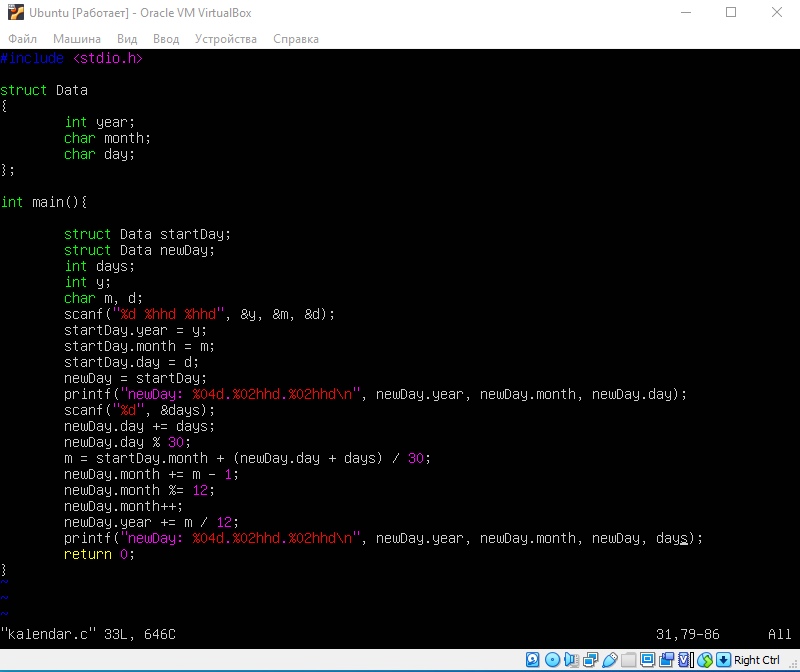 Ubuntu [Работает] - Oracle VM VirtualBox
Файл Машина Вид Ввод Устройства Справка
#include <stdio.h>
struct Data
{
int year;
char month;
char day;
};
int main(){
struct Data startDay;
struct Data newDay;
int days;
int y;
char m, d;
scanf("%d %hhd %hhd", &y, &m, &d);
startDay.year = y;
startDay.month = m;
startDay.day = d;
newDay = startDay;
printf("newDay: %04d.%02hhd.%02hhd\n", newDay.year, newDay.month, newDay.day);
scanf("%d", &days);
newDay.day += days;
newDay.day % 30;
m = startDay.month + (newDay.day + days) / 30;
newDay.month += m - 1;
newDay.month %= 12;
newDay.month++;
newDay.year += m / 12;
printf("newDay: %04d.%02hhd.%02hhd\n", newDay.year, newDay.month, newDay, days);
return 0;
}
~
~
~
"kalendar.c" 33L, 646C 31,79-86 All
Right Ctrl